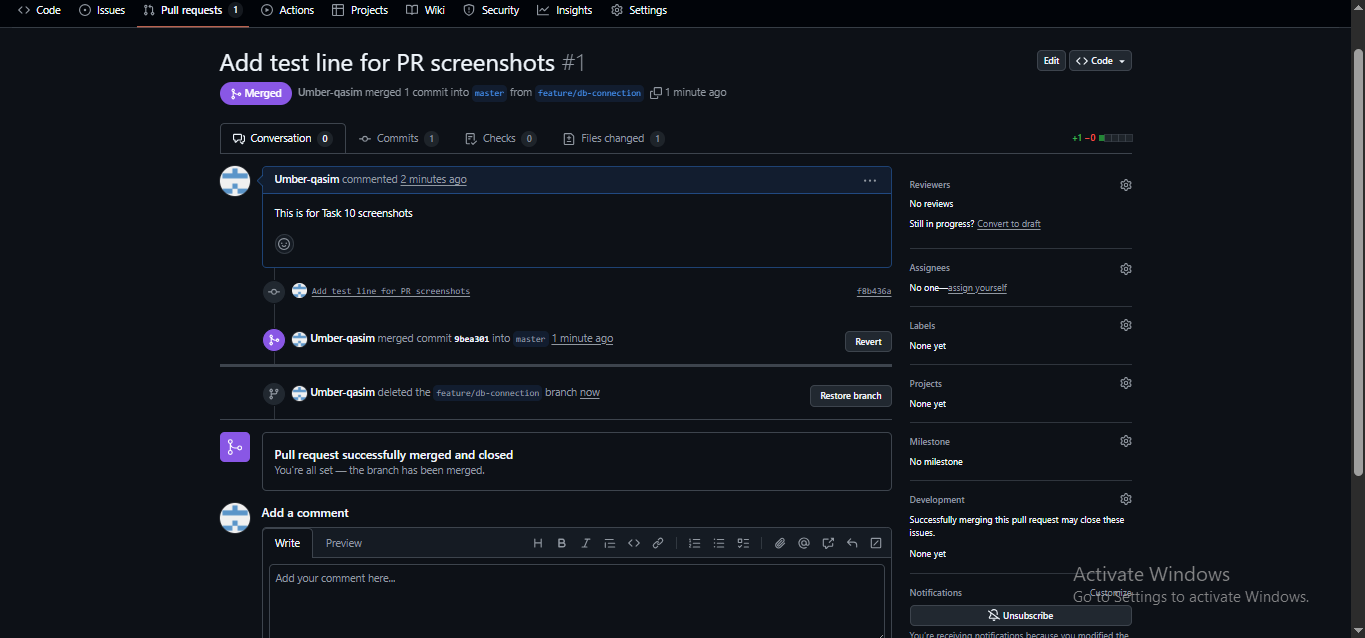 Code Issues Pull requests 1 Actions Projects Wiki Security Insights Settings
Add test line for PR screenshots #1
Edit Code
Merged Umber-qasim merged 1 commit into master from feature/db-connection 1 minute ago
Conversation 0 Commits 1 Checks 0 Files changed 1
+1 −0
Umber-qasim commented 2 minutes ago
This is for Task 10 screenshots
Add test line for PR screenshots f8b436a
Umber-qasim merged commit 9bea301 into master 1 minute ago
Revert
Umber-qasim deleted the feature/db-connection branch now
Restore branch
Pull request successfully merged and closed
You're all set — the branch has been merged.
Add a comment
Write Preview
Add your comment here...
Reviewers
No reviews
Still in progress? Convert to draft
Assignees
No one—assign yourself
Labels
None yet
Projects
None yet
Milestone
No milestone
Development
Successfully merging this pull request may close these
issues.
None yet
Notifications Customize
Unsubscribe
You're receiving notifications because you modified the
Activate Windows
Go to Settings to activate Windows.